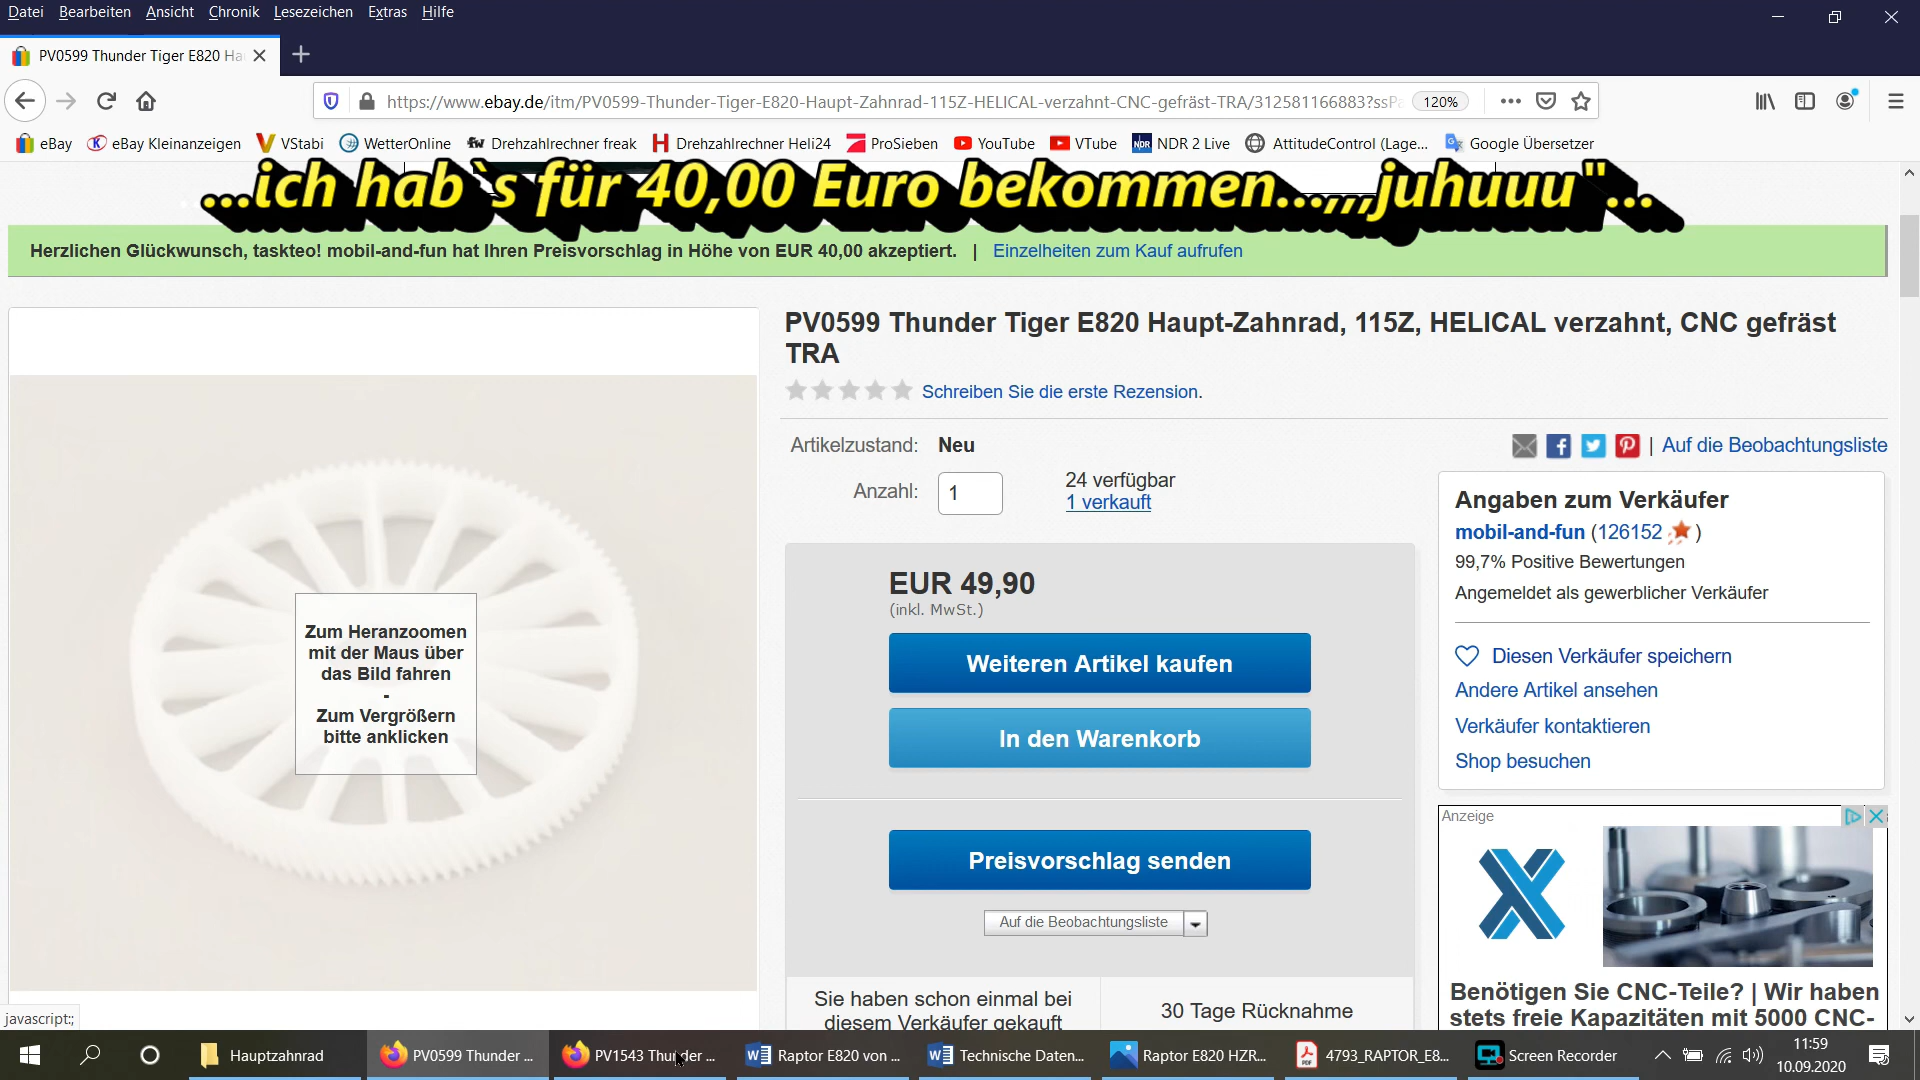 Datei Bearbeiten Ansicht Chronik Lesezeichen Extras Hilfe
PV0599 Thunder Tiger E820 Ha
https://www.ebay.de/itm/PV0599-Thunder-Tiger-E820-Haupt-Zahnrad-115Z-HELICAL-verzahnt-CNC-gefräst-TRA/312581166883?ssPa 120%
eBay eBay Kleinanzeigen VStabi WetterOnline Drehzahlrechner freak Drehzahlrechner Heli24 ProSieben YouTube VTube NDR 2 Live AttitudeControl (Lage... Google Übersetzer
...ich hab`s für 40,00 Euro bekommen...,,,juhuuu"...
Herzlichen Glückwunsch, taskteo! mobil-and-fun hat Ihren Preisvorschlag in Höhe von EUR 40,00 akzeptiert. | Einzelheiten zum Kauf aufrufen
PV0599 Thunder Tiger E820 Haupt-Zahnrad, 115Z, HELICAL verzahnt, CNC gefräst
TRA
Schreiben Sie die erste Rezension.
Artikelzustand: Neu
| Auf die Beobachtungsliste
Anzahl: 1
24 verfügbar
1 verkauft
Zum Heranzoomen
mit der Maus über
das Bild fahren
-
Zum Vergrößern
bitte anklicken
EUR 49,90
(inkl. MwSt.)
Weiteren Artikel kaufen
In den Warenkorb
Preisvorschlag senden
Auf die Beobachtungsliste
Sie haben schon einmal bei
diesem Verkäufer gekauft
30 Tage Rücknahme
Angaben zum Verkäufer
mobil-and-fun (126152 )
99,7% Positive Bewertungen
Angemeldet als gewerblicher Verkäufer
Diesen Verkäufer speichern
Andere Artikel ansehen
Verkäufer kontaktieren
Shop besuchen
Anzeige
Benötigen Sie CNC-Teile? | Wir haben
stets freie Kapazitäten mit 5000 CNC-
javascript:;
Hauptzahnrad PV0599 Thunder ... PV1543 Thunder ... Raptor E820 von ... Technische Daten... Raptor E820 HZR... 4793_RAPTOR_E8... Screen Recorder
11:59
10.09.2020